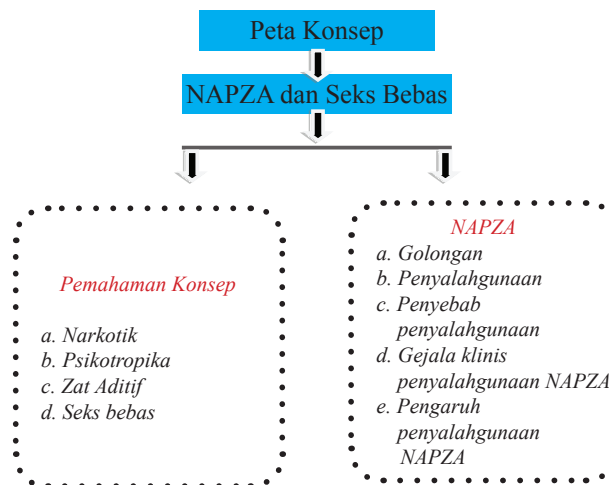 Peta Konsep
NAPZA dan Seks Bebas
Pemahaman Konsep
a. Narkotik
b. Psikotropika
c. Zat Aditif
d. Seks bebas
NAPZA
a. Golongan
b. Penyalahgunaan
c. Penyebab
penyalahgunaan
d. Gejala klinis
penyalahgunaan NAPZA
e. Pengaruh
penyalahgunaan
NAPZA